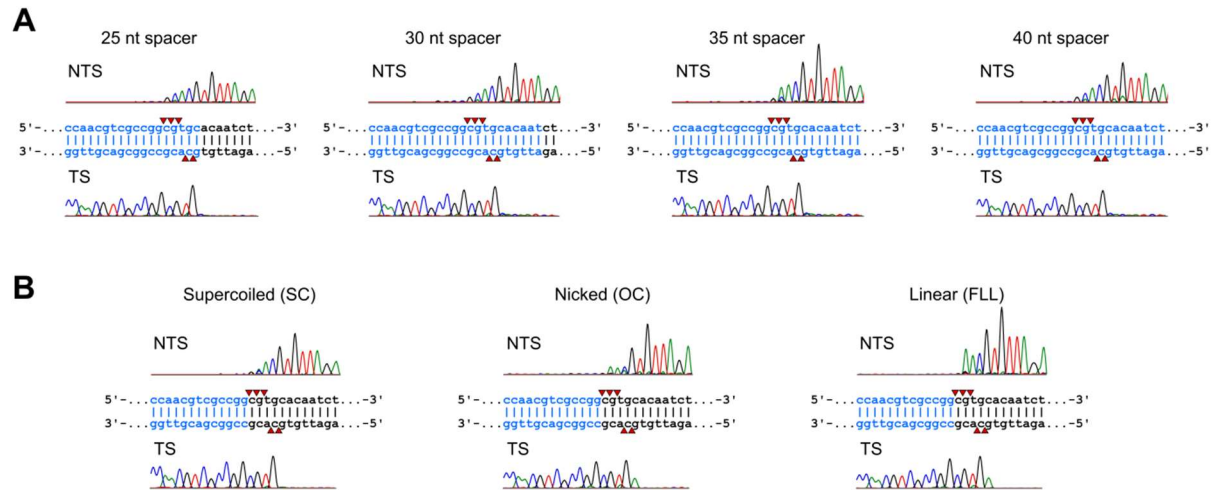 A
25 nt spacer 30 nt spacer 35 nt spacer 40 nt spacer
NTS NTS NTS NTS
5'-...ccaacgtcgccggcgtgcacaatct...-3' 5'-...ccaacgtcgccggcgtgcacaatct...-3' 5'-...ccaacgtcgccggcgtgcacaatct...-3' 5'-...ccaacgtcgccggcgtgcacaatct...-3'
3'-...ggttgcagcggccgcacgtgttaga...-5' 3'-...ggttgcagcggccgcacgtgttaga...-5' 3'-...ggttgcagcggccgcacgtgttaga...-5' 3'-...ggttgcagcggccgcacgtgttaga...-5'
TS TS TS TS
B
Supercoiled (SC) Nicked (OC) Linear (FLL)
NTS NTS NTS
5'-...ccaacgtcgccggcgtgcacaatct...-3' 5'-...ccaacgtcgccggcgtgcacaatct...-3' 5'-...ccaacgtcgccggcgtgcacaatct...-3'
3'-...ggttgcagcggccgcacgtgttaga...-5' 3'-...ggttgcagcggccgcacgtgttaga...-5' 3'-...ggttgcagcggccgcacgtgttaga...-5'
TS TS TS